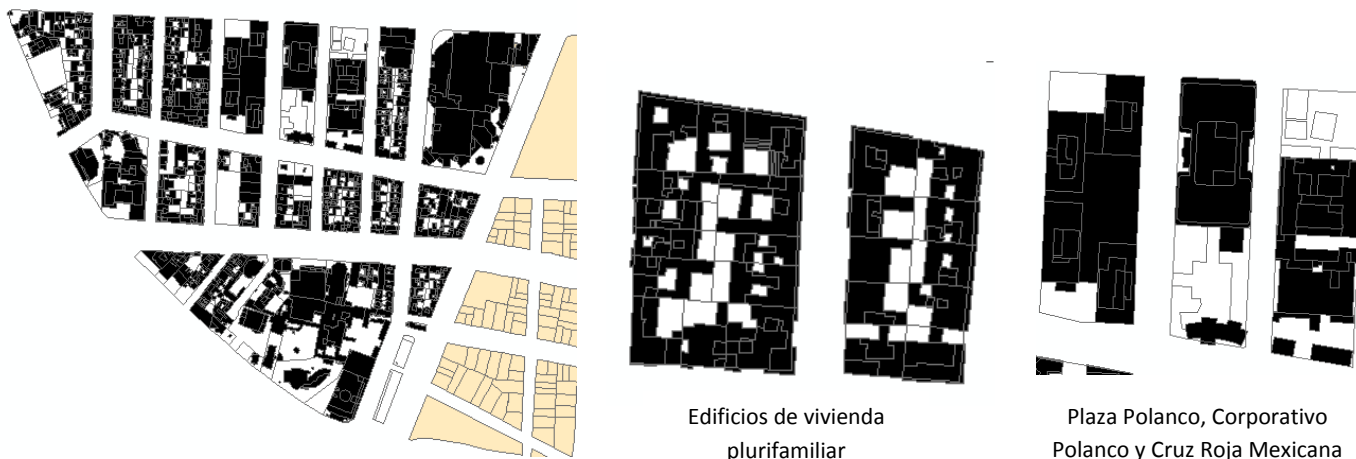 Edificios de vivienda
plurifamiliar
Plaza Polanco, Corporativo
Polanco y Cruz Roja Mexicana